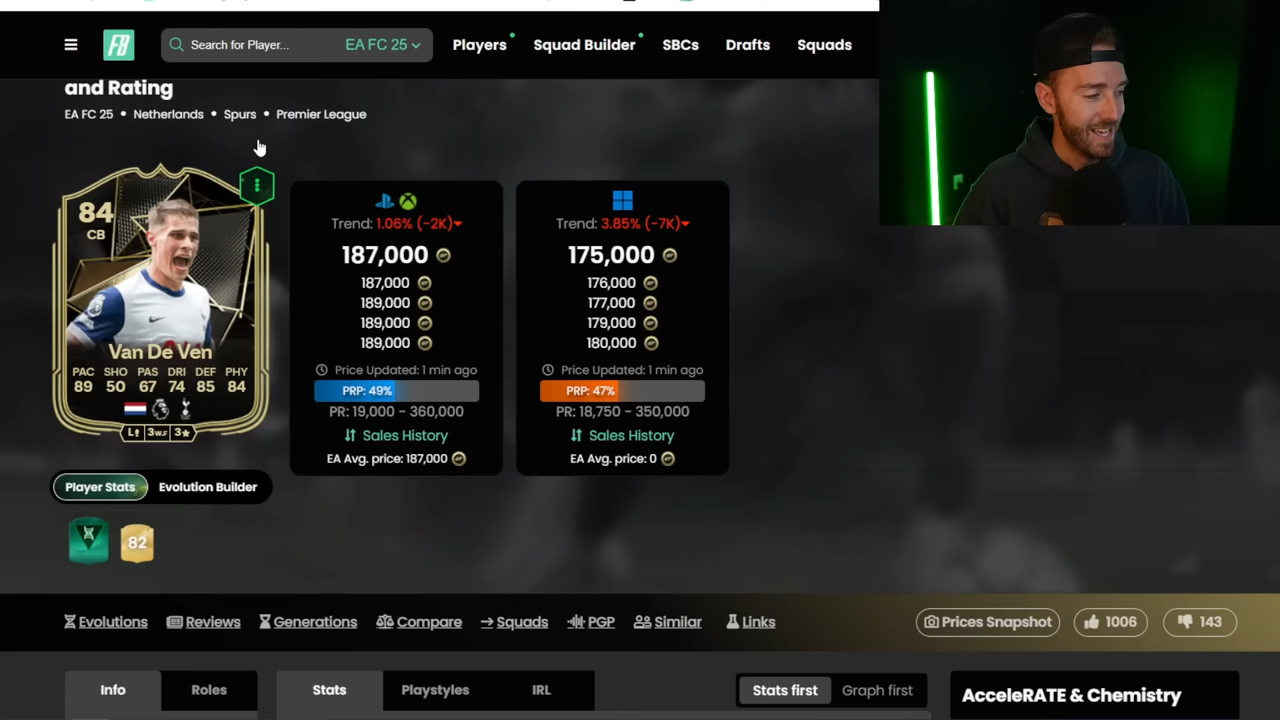 FB
Search for Player...
EA FC 25
Players
Squad Builder
SBCs
Drafts
Squads
and Rating
EA FC 25 • Netherlands • Spurs • Premier League
84
CB
Van De Ven
PAC SHO PAS DRI DEF PHY
89 50 67 74 85 84
L 3W.F 3★
Trend: 1.06% (-2K)
187,000
187,000
189,000
189,000
189,000
Price Updated: 1 min ago
PRP: 49%
PR: 19,000 - 360,000
Sales History
EA Avg. price: 187,000
Trend: 3.85% (-7K)
175,000
176,000
177,000
179,000
180,000
Price Updated: 1 min ago
PRP: 47%
PR: 18,750 - 350,000
Sales History
EA Avg. price: 0
Player Stats
Evolution Builder
82
Evolutions
Reviews
Generations
Compare
Squads
PGP
Similar
Links
Prices Snapshot
1006
143
Info
Roles
Stats
Playstyles
IRL
Stats first
Graph first
AcceleRATE & Chemistry